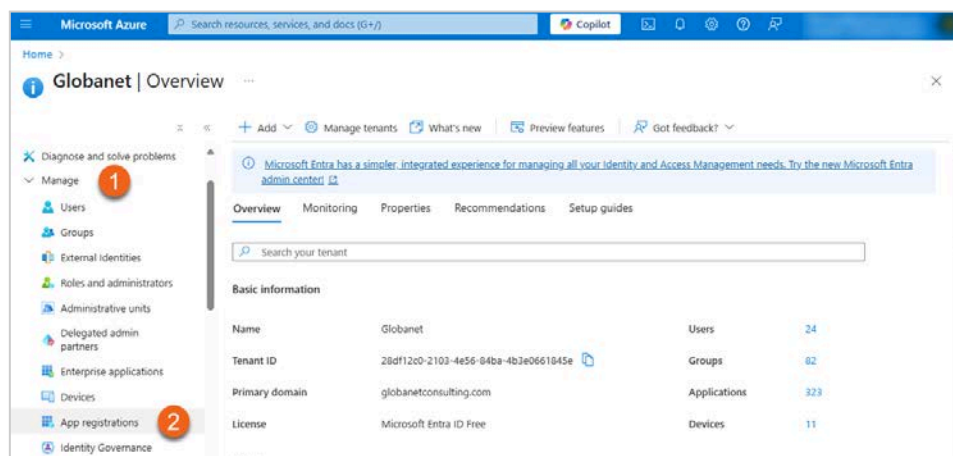 Microsoft Azure
Search resources, services, and docs (G+/)
Copilot
Home >
Globanet | Overview ...
Add
Manage tenants
What's new
Preview features
Got feedback?
Diagnose and solve problems
Manage
1
Users
Groups
External Identities
Roles and administrators
Administrative units
Delegated admin
partners
Enterprise applications
Devices
App registrations
2
Identity Governance
Microsoft Entra has a simpler, integrated experience for managing all your Identity and Access Management needs. Try the new Microsoft Entra
admin center!
Overview Monitoring Properties Recommendations Setup guides
Search your tenant
Basic information
Name Globanet Users 24
Tenant ID 28df12c0-2103-4e56-84ba-4b3e0661845e Groups 82
Primary domain globanetconsulting.com Applications 323
License Microsoft Entra ID Free Devices 11